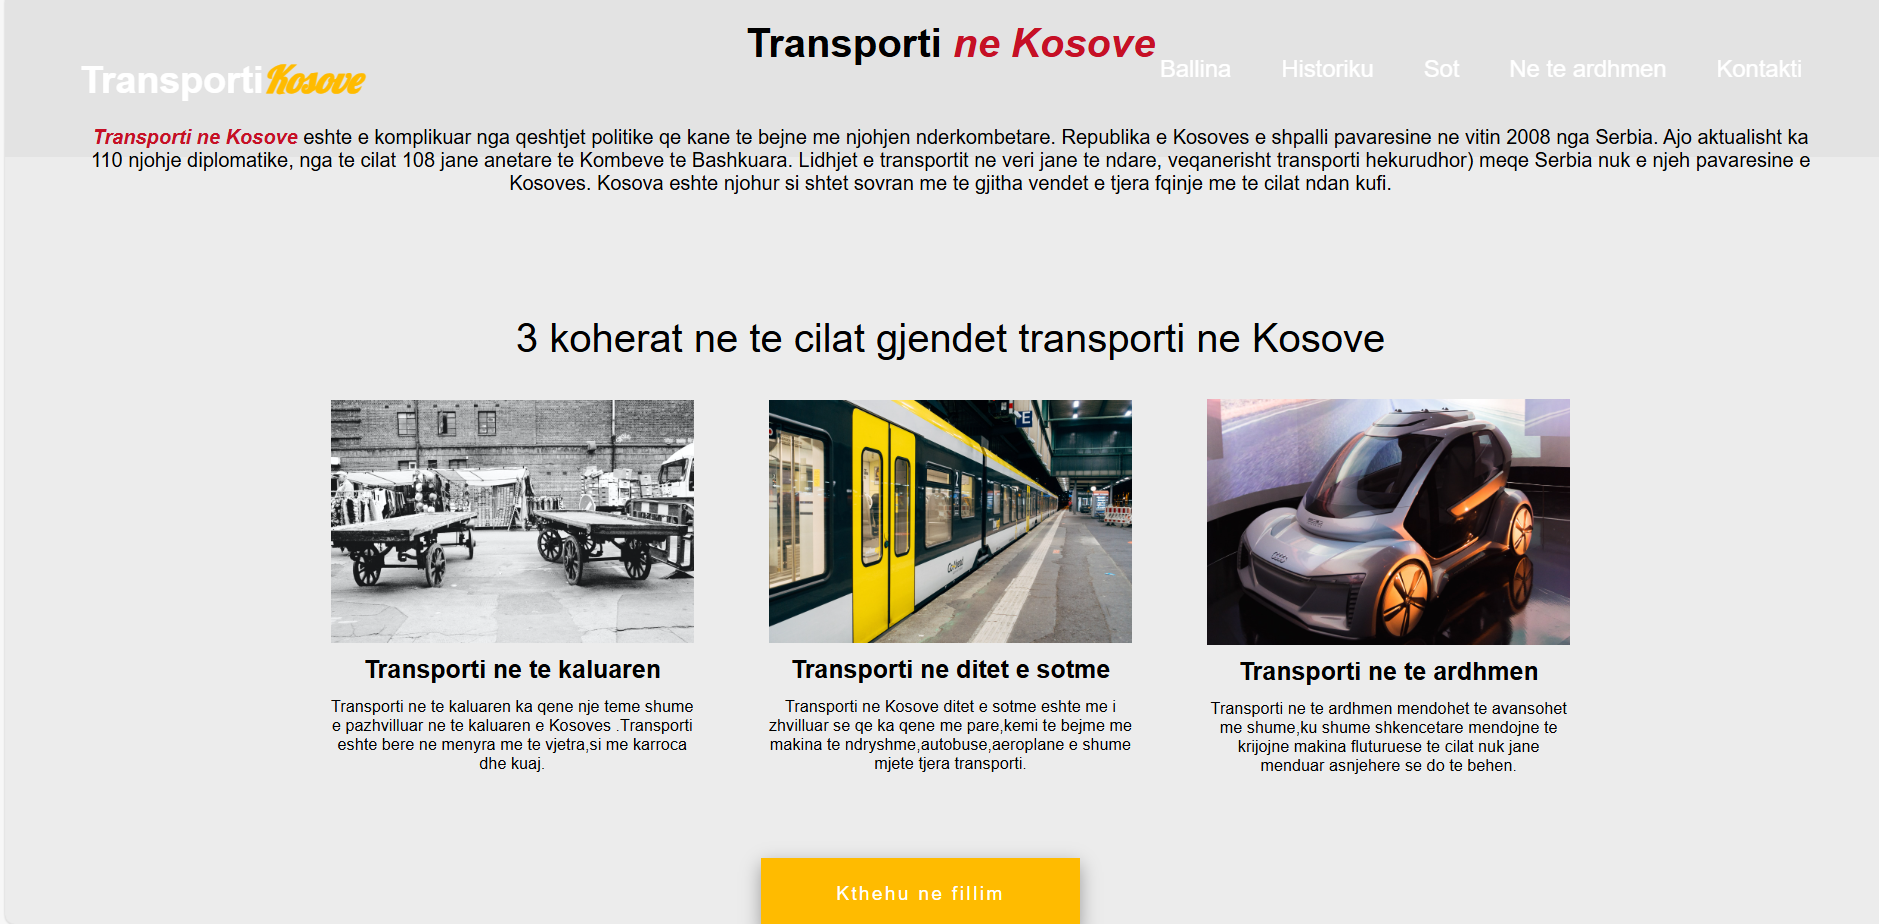 Transporti ne Kosove
TransportiKosove
Ballina Historiku Sot Ne te ardhmen Kontakti
Transporti ne Kosove eshte e komplikuar nga qeshtjet politike qe kane te bejne me njohjen nderkombetare. Republika e Kosoves e shpalli pavaresine ne vitin 2008 nga Serbia. Ajo aktualisht ka
110 njohje diplomatike, nga te cilat 108 jane anetare te Kombeve te Bashkuara. Lidhjet e transportit ne veri jane te ndare, veqanerisht transporti hekurudhor) meqe Serbia nuk e njeh pavaresine e
Kosoves. Kosova eshte njohur si shtet sovran me te gjitha vendet e tjera fqinje me te cilat ndan kufi.
3 koherat ne te cilat gjendet transporti ne Kosove
E
Transporti ne te kaluaren
Transporti ne te kaluaren ka qene nje teme shume
e pazhvilluar ne te kaluaren e Kosoves .Transporti
eshte bere ne menyra me te vjetra,si me karroca
dhe kuaj.
Transporti ne ditet e sotme
Transporti ne Kosove ditet e sotme eshte me i
zhvilluar se qe ka qene me pare,kemi te bejme me
makina te ndryshme,autobuse,aeroplane e shume
mjete tjera transporti.
Transporti ne te ardhmen
Transporti ne te ardhmen mendohet te avansohet
me shume,ku shume shkencetare mendojne te
krijojne makina fluturuese te cilat nuk jane
menduar asnjehere se do te behen.
Kthehu ne fillim